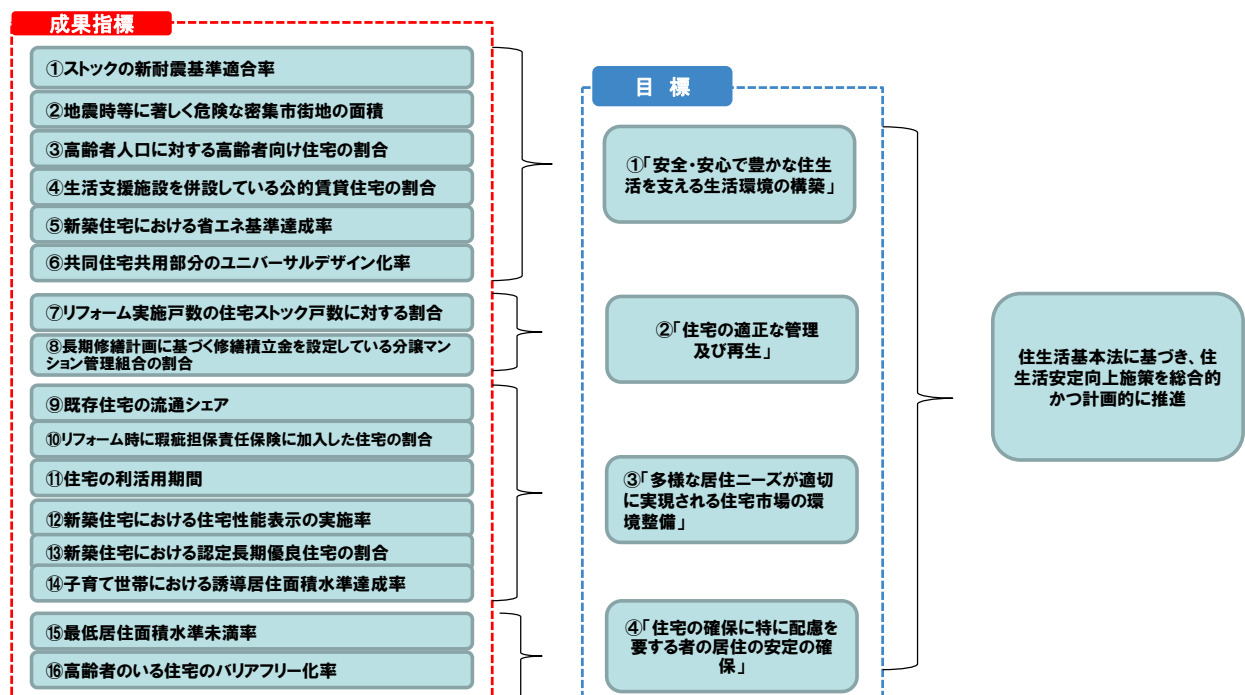 成果指標
①ストックの新耐震基準適合率
②地震時等に著しく危険な密集市街地の面積
③高齢者人口に対する高齢者向け住宅の割合
④生活支援施設を併設している公的賃貸住宅の割合
⑤新築住宅における省エネ基準達成率
⑥共同住宅共用部分のユニバーサルデザイン化率
⑦リフォーム実施戸数の住宅ストック戸数に対する割合
⑧長期修繕計画に基づく修繕積立金を設定している分譲マン
ション管理組合の割合
⑨既存住宅の流通シェア
⑩リフォーム時に瑕疵担保責任保険に加入した住宅の割合
⑪住宅の利活用期間
⑫新築住宅における住宅性能表示の実施率
⑬新築住宅における認定長期優良住宅の割合
⑭子育て世帯における誘導居住面積水準達成率
⑮最低居住面積水準未満率
⑯高齢者のいる住宅のバリアフリー化率
目 標
①「安全・安心で豊かな住生
活を支える生活環境の構築」
②「住宅の適正な管理
及び再生」
③「多様な居住ニーズが適切
に実現される住宅市場の環
境整備」
④「住宅の確保に特に配慮を
要する者の居住の安定の確
保」
住生活基本法に基づき、住
生活安定向上施策を総合的
かつ計画的に推進